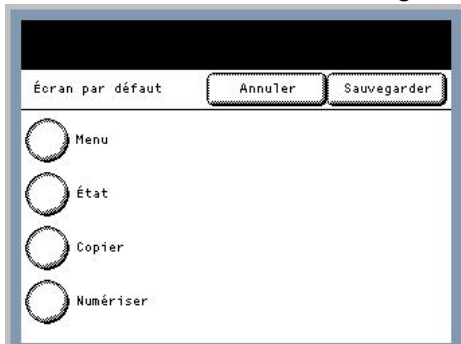 Écran par défaut Annuler Sauvegarder
Menu
État
Copier
Numériser